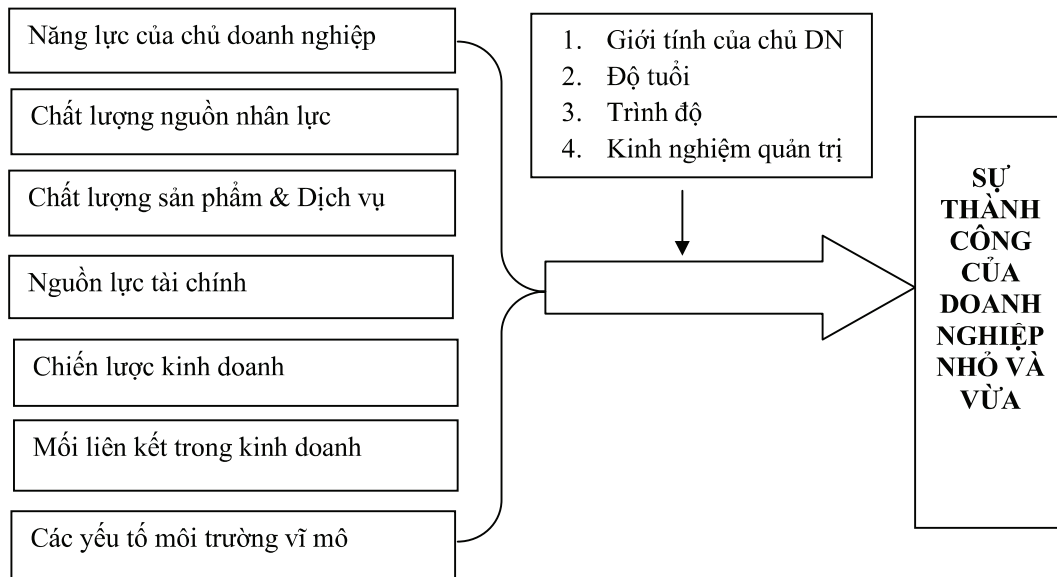 Năng lực của chủ doanh nghiệp
Chất lượng nguồn nhân lực
Chất lượng sản phẩm & Dịch vụ
Nguồn lực tài chính
Chiến lược kinh doanh
Mối liên kết trong kinh doanh
Các yếu tố môi trường vĩ mô
1. Giới tính của chủ DN
2. Độ tuổi
3. Trình độ
4. Kinh nghiệm quản trị
SỰ
THÀNH
CÔNG
CỦA
DOANH
NGHIỆP
NHỎ VÀ
VỪA